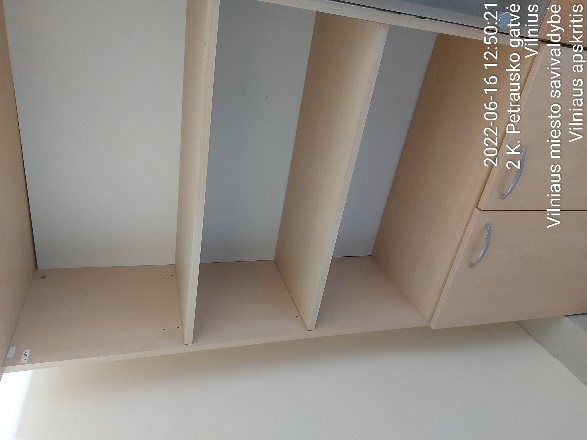 2022-06-16 12:50:21
2 K. Petrausko gatvė
Vilnius
Vilniaus miesto savivaldybė
Vilniaus apskritis